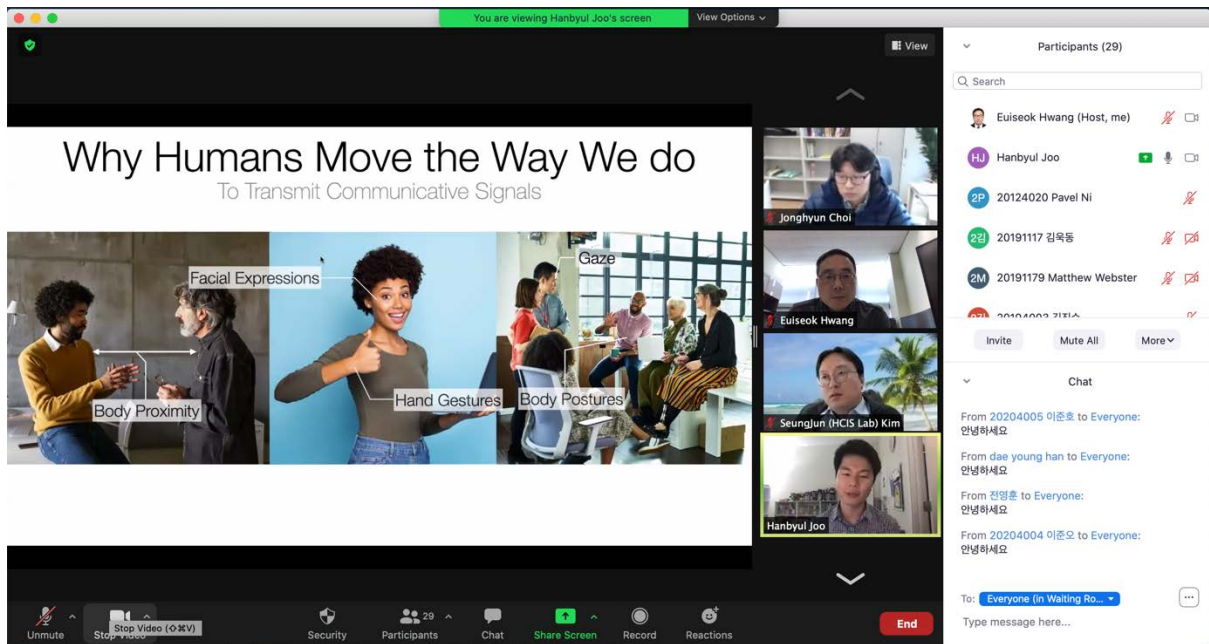 You are viewing Hanbyul Joo's screen
View Options
View
Why Humans Move the Way We do
To Transmit Communicative Signals
Facial Expressions
Gaze
Body Proximity
Hand Gestures
Body Postures
Jonghyun Choi
Euiseok Hwang
SeungJun (HCIS Lab) Kim
Hanbyul Joo
Unmute
Stop Video (⇧⌘V)
Security
29
Participants
Chat
Share Screen
Record
Reactions
End
Participants (29)
Search
Euiseok Hwang (Host, me)
HJ Hanbyul Joo
2P 20124020 Pavel Ni
2김 20191117 김욱동
2M 20191179 Matthew Webster
Invite
Mute All
More
Chat
From 20204005 이준호 to Everyone:
안녕하세요
From dae young han to Everyone:
안녕하세요
From 전영훈 to Everyone:
안녕하세요
From 20204004 이준오 to Everyone:
안녕하세요
To: Everyone (in Waiting Ro...
Type message here...